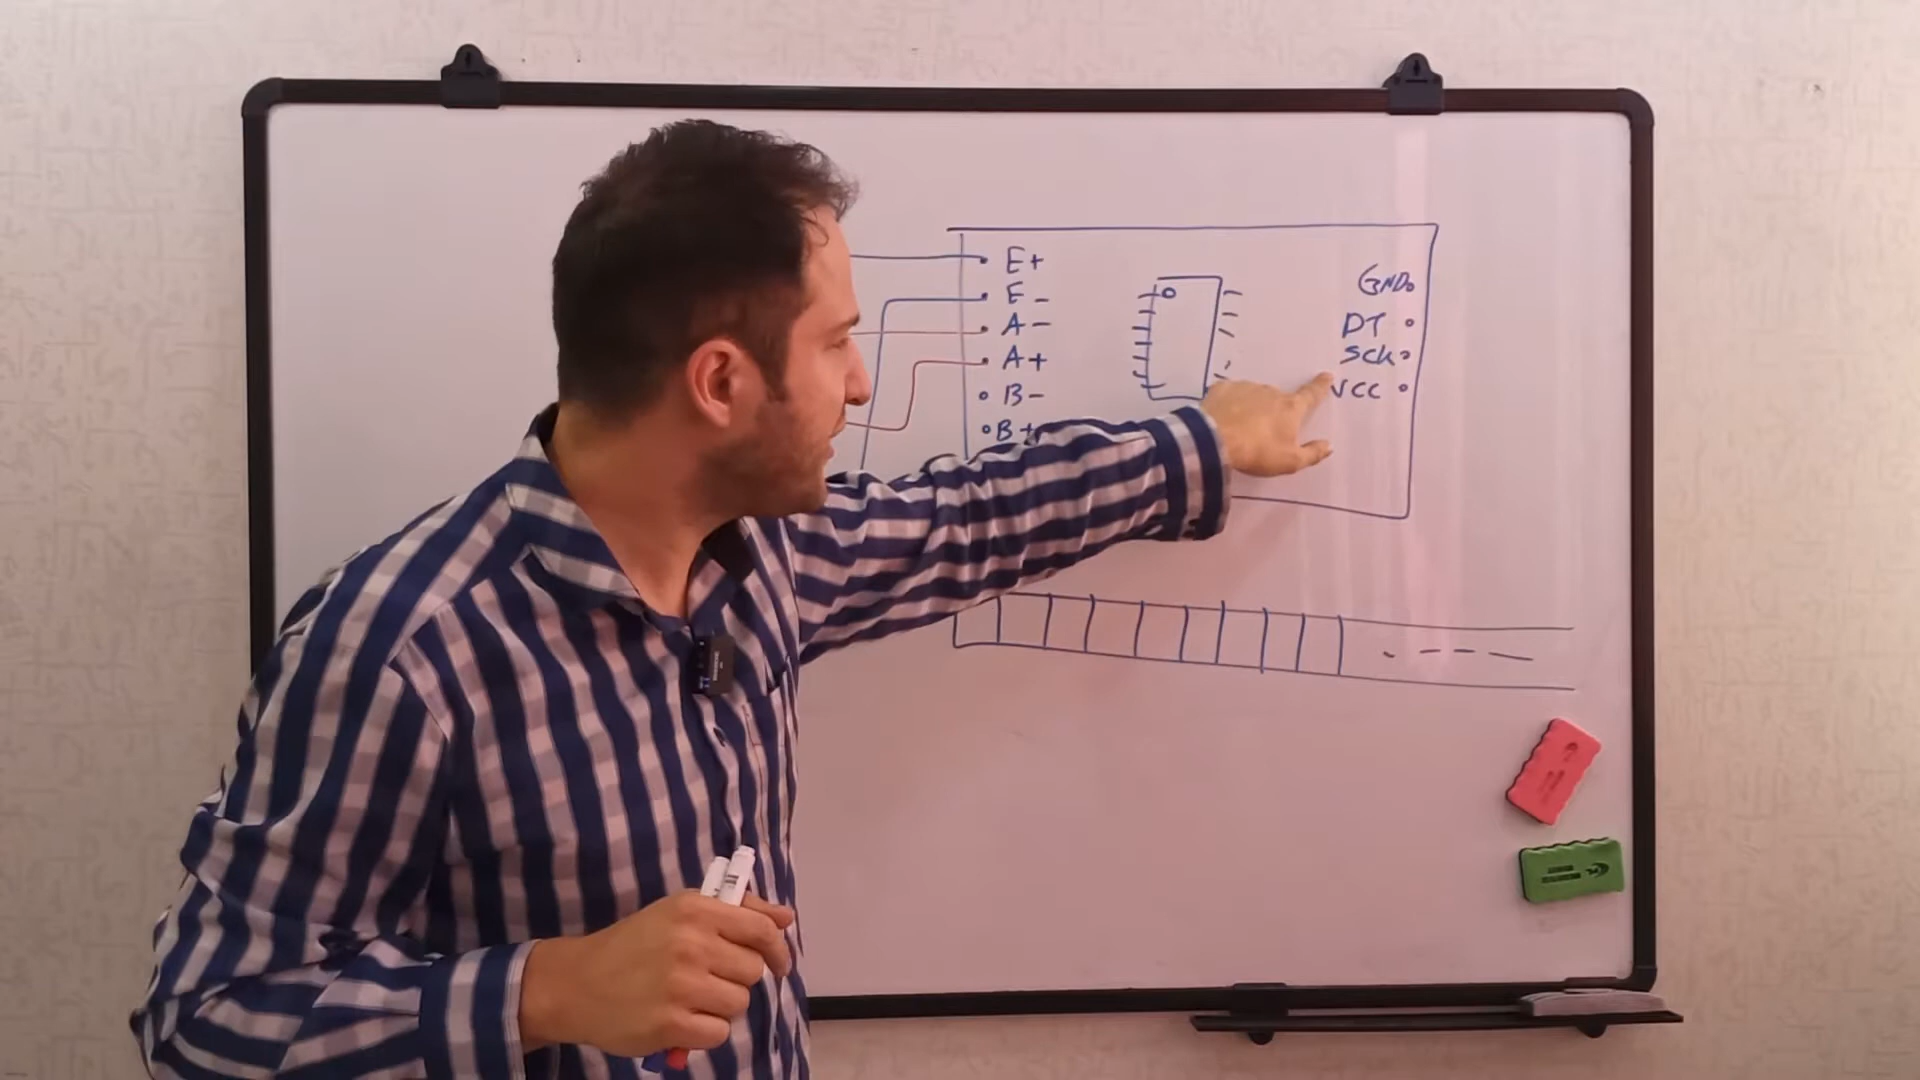 E+
E-
A-
A+
B-
B+
GND
DT
SCK
VCC